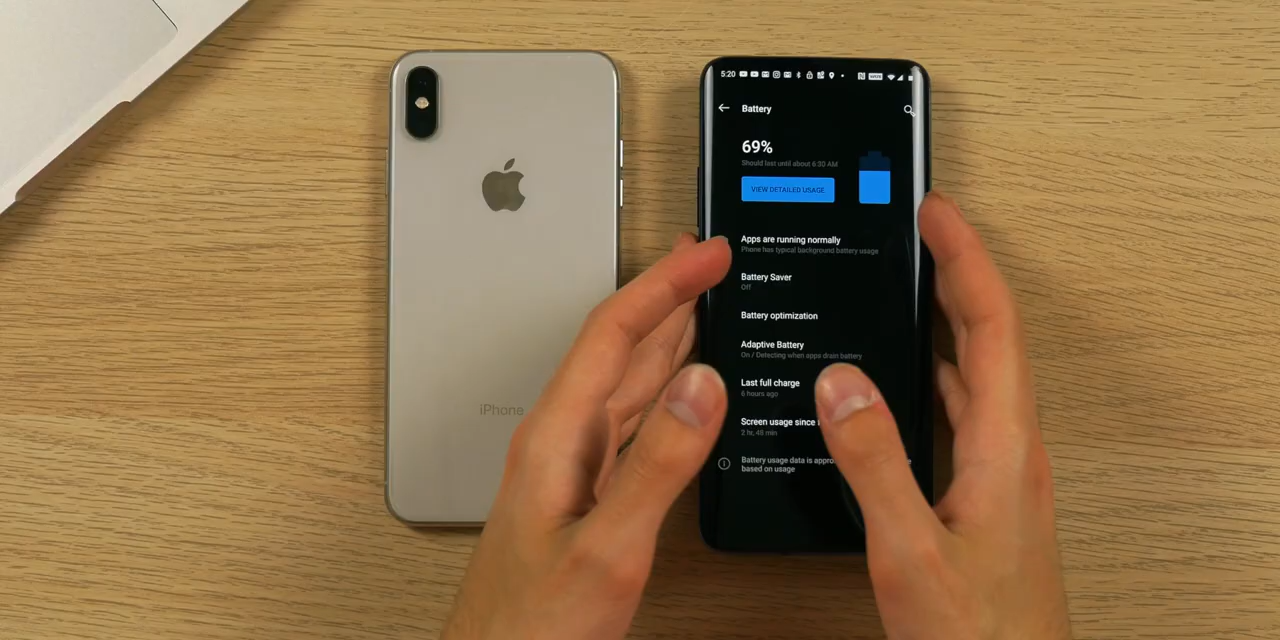 5:20
Battery
69%
Should last until about 6:30 AM
VIEW DETAILED USAGE
Apps are running normally
Phone has typical background battery usage
Battery Saver
Off
Battery optimization
Adaptive Battery
On / Detecting when apps drain battery
Last full charge
6 hours ago
Screen usage since
2 hr, 48 min
Battery usage data is
based on usage
iPhone